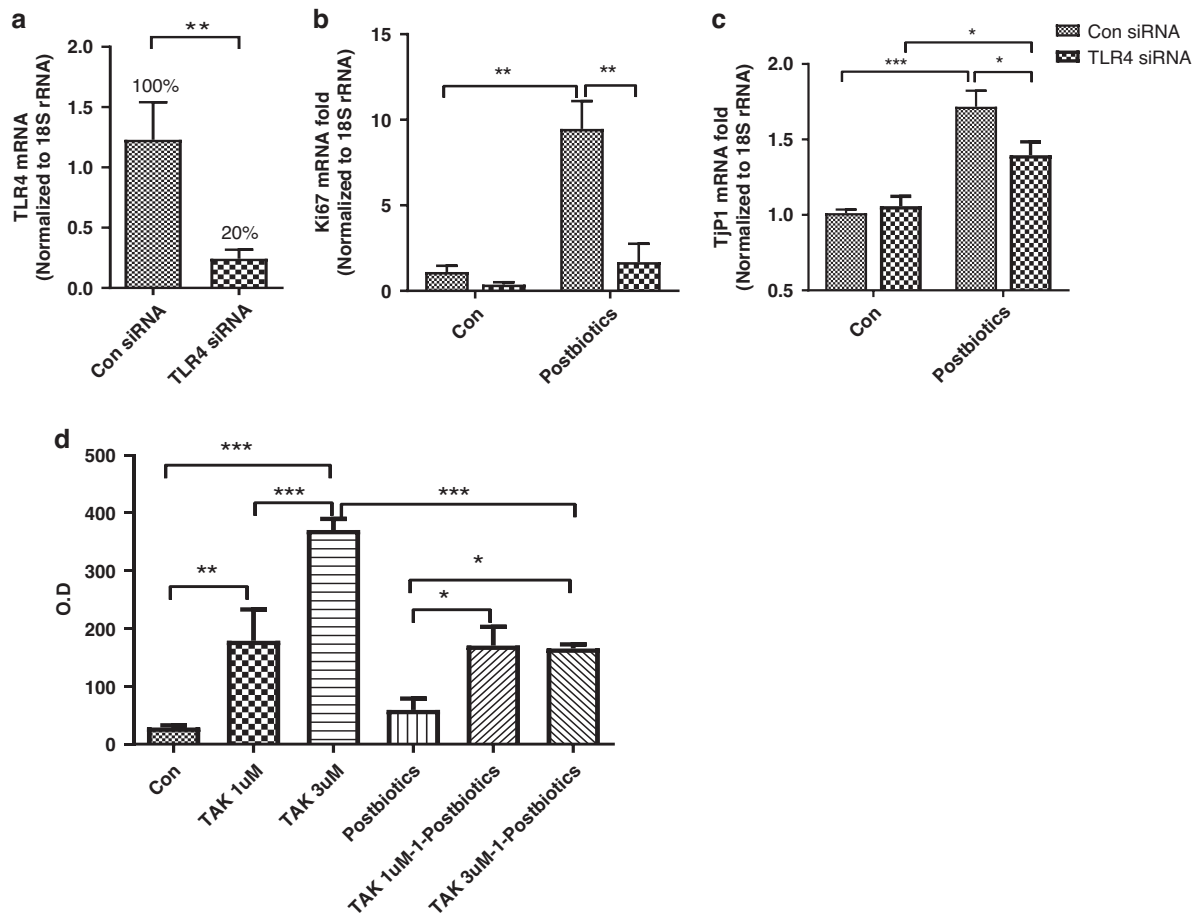 a
**
2.0
1.5
1.0
0.5
0.0
TLR4 mRNA
(Normalized to 18S rRNA)
100%
20%
Con siRNA
TLR4 siRNA
b
15
10
5
0
Ki67 mRNA fold
(Normalized to 18S rRNA)
**
**
Con
Postbiotics
c
2.0
1.5
1.0
0.5
TjP1 mRNA fold
(Normalized to 18S rRNA)
*
***
*
Con
Postbiotics
Con siRNA
TLR4 siRNA
d
500
400
300
200
100
0
O.D
***
***
***
**
*
*
Con
TAK 1uM
TAK 3uM
Postbiotics
TAK 1uM-1-Postbiotics
TAK 3uM-1-Postbiotics